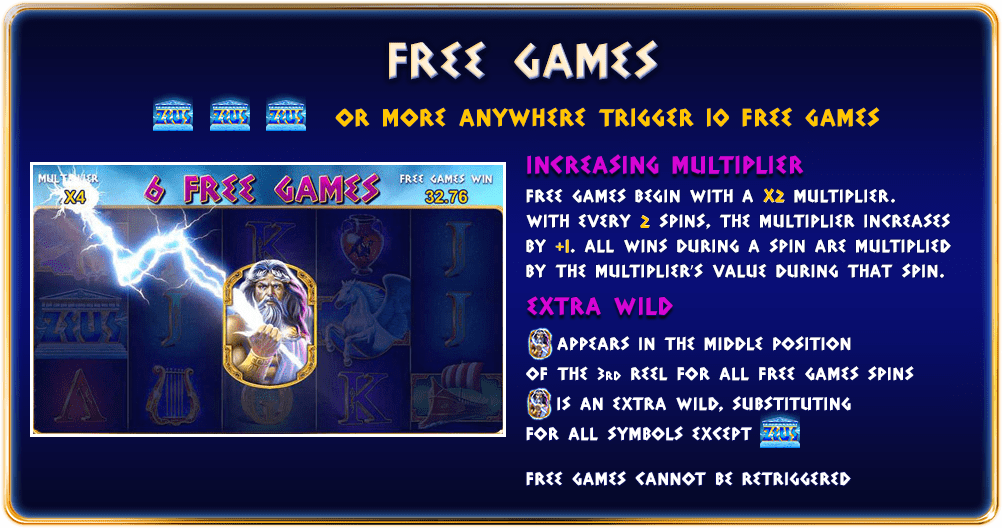 FREE GAMES
ZEUS ZEUS ZEUS OR MORE ANYWHERE TRIGGER 10 FREE GAMES
MULTIPLIER
X4
6 FREE GAMES
FREE GAMES WIN
32.76
K
J
ZEUS
J
J
A
K
INCREASING MULTIPLIER
FREE GAMES BEGIN WITH A X2 MULTIPLIER.
WITH EVERY 2 SPINS, THE MULTIPLIER INCREASES
BY +1. ALL WINS DURING A SPIN ARE MULTIPLIED
BY THE MULTIPLIER'S VALUE DURING THAT SPIN.
EXTRA WILD
APPEARS IN THE MIDDLE POSITION
OF THE 3RD REEL FOR ALL FREE GAMES SPINS
IS AN EXTRA WILD, SUBSTITUTING
FOR ALL SYMBOLS EXCEPT ZEUS
FREE GAMES CANNOT BE RETRIGGERED